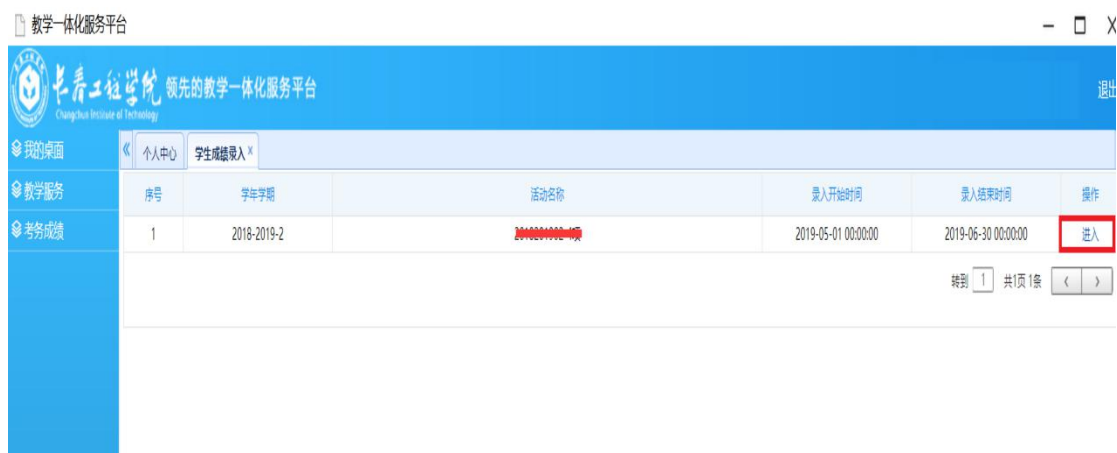 教学一体化服务平台
长春工程学院 领先的教学一体化服务平台
Changchun Institute of Technology
退出
我的桌面
个人中心 学生成绩录入
教学服务
考务成绩
序号 学年学期 活动名称 录入开始时间 录入结束时间 操作
1 2018-2019-2 2019-05-01 00:00:00 2019-06-30 00:00:00 进入
转到 1 共1页 1条